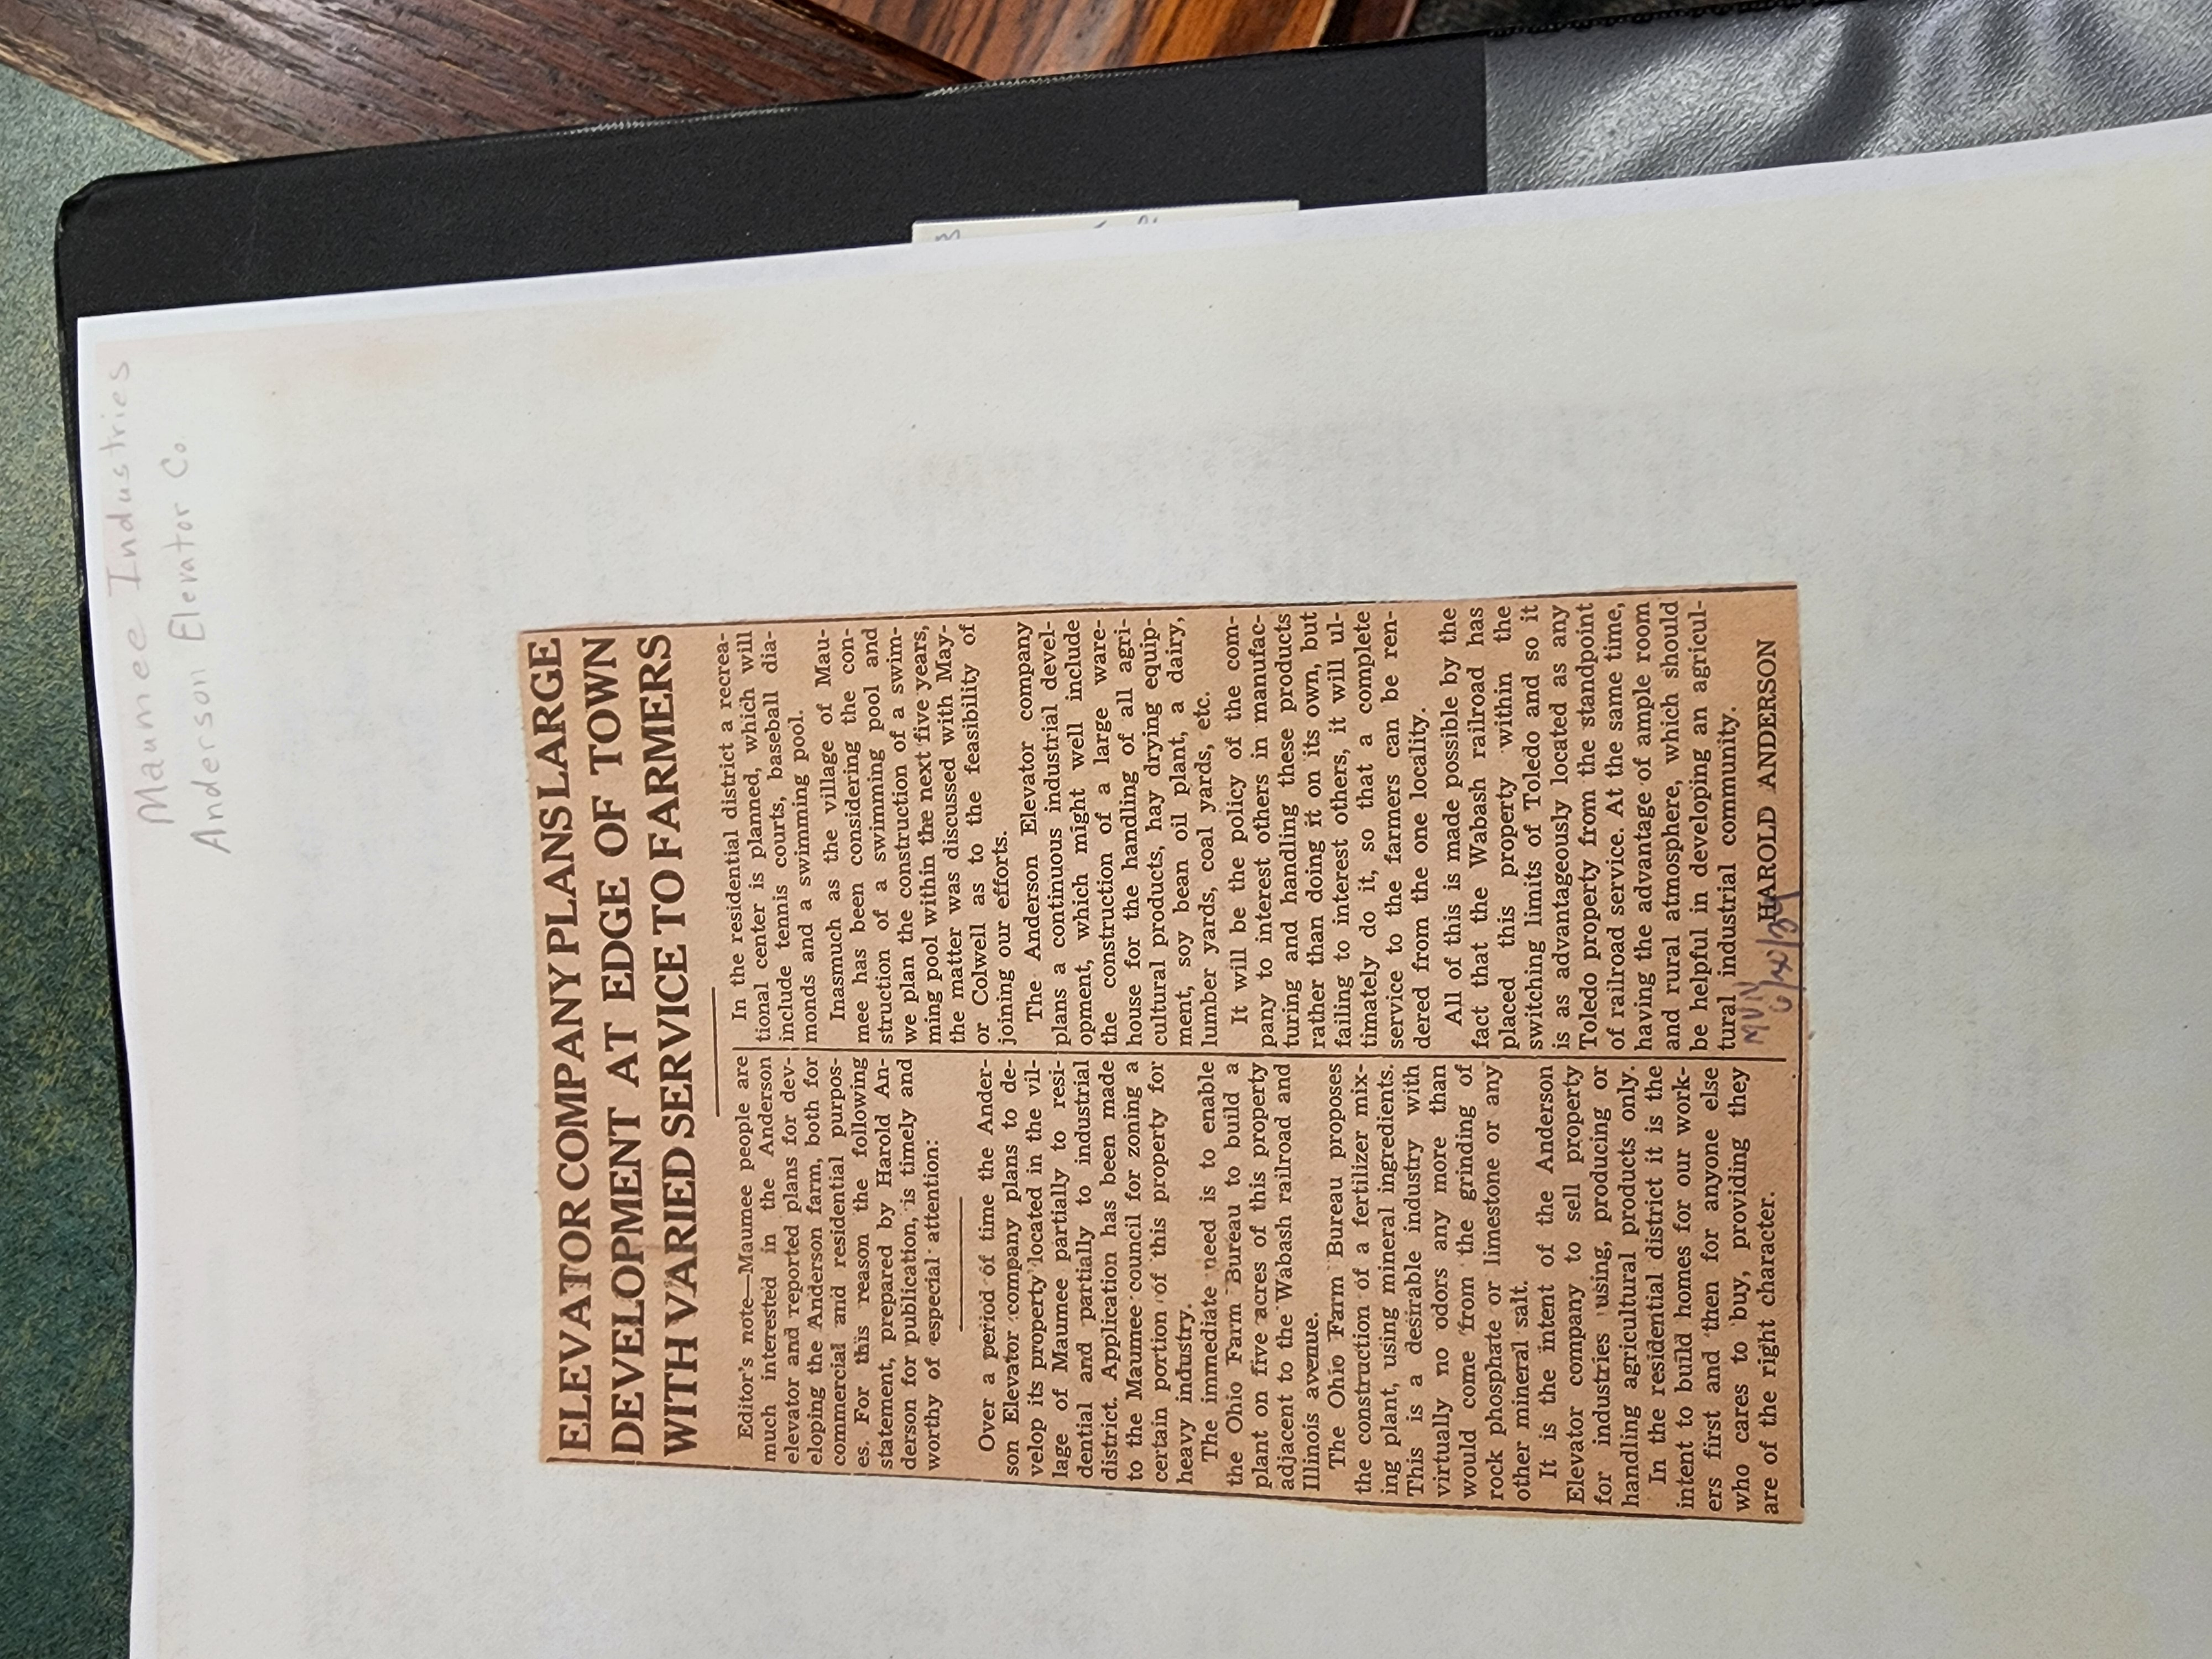 Maumee Industries
Anderson Elevator Co.
ELEVATOR COMPANY PLANS LARGE
DEVELOPMENT AT EDGE OF TOWN
WITH VARIED SERVICE TO FARMERS
Editor's note—Maumee people are
much interested in the Anderson
elevator and reported plans for dev-
eloping the Anderson farm, both for
commercial and residential purpos-
es. For this reason the following
statement, prepared by Harold An-
derson for publication, is timely and
worthy of especial attention:
Over a period of time the Ander-
son Elevator company plans to de-
velop its property located in the vil-
lage of Maumee partially to resi-
dential and partially to industrial
district. Application has been made
to the Maumee council for zoning a
certain portion of this property for
heavy industry.
The immediate need is to enable
the Ohio Farm Bureau to build a
plant on five acres of this property
adjacent to the Wabash railroad and
Illinois avenue.
The Ohio Farm Bureau proposes
the construction of a fertilizer mix-
ing plant, using mineral ingredients.
This is a desirable industry with
virtually no odors any more than
would come from the grinding of
rock phosphate or limestone or any
other mineral salt.
It is the intent of the Anderson
Elevator company to sell property
for industries using, producing or
handling agricultural products only.
In the residential district it is the
intent to build homes for our work-
ers first and then for anyone else
who cares to buy, providing they
are of the right character.
In the residential district a recrea-
tional center is planned, which will
include tennis courts, baseball dia-
monds and a swimming pool.
Inasmuch as the village of Mau-
mee has been considering the con-
struction of a swimming pool and
we plan the construction of a swim-
ming pool within the next five years,
the matter was discussed with May-
or Colwell as to the feasibility of
joining our efforts.
The Anderson Elevator company
plans a continuous industrial devel-
opment, which might well include
the construction of a large ware-
house for the handling of all agri-
cultural products, hay drying equip-
ment, soy bean oil plant, a dairy,
lumber yards, coal yards, etc.
It will be the policy of the com-
pany to interest others in manufac-
turing and handling these products
rather than doing it on its own, but
failing to interest others, it will ul-
timately do it, so that a complete
service to the farmers can be ren-
dered from the one locality.
All of this is made possible by the
fact that the Wabash railroad has
placed this property within the
switching limits of Toledo and so it
is as advantageously located as any
Toledo property from the standpoint
of railroad service. At the same time,
having the advantage of ample room
and rural atmosphere, which should
be helpful in developing an agricul-
tural industrial community.
HAROLD ANDERSON